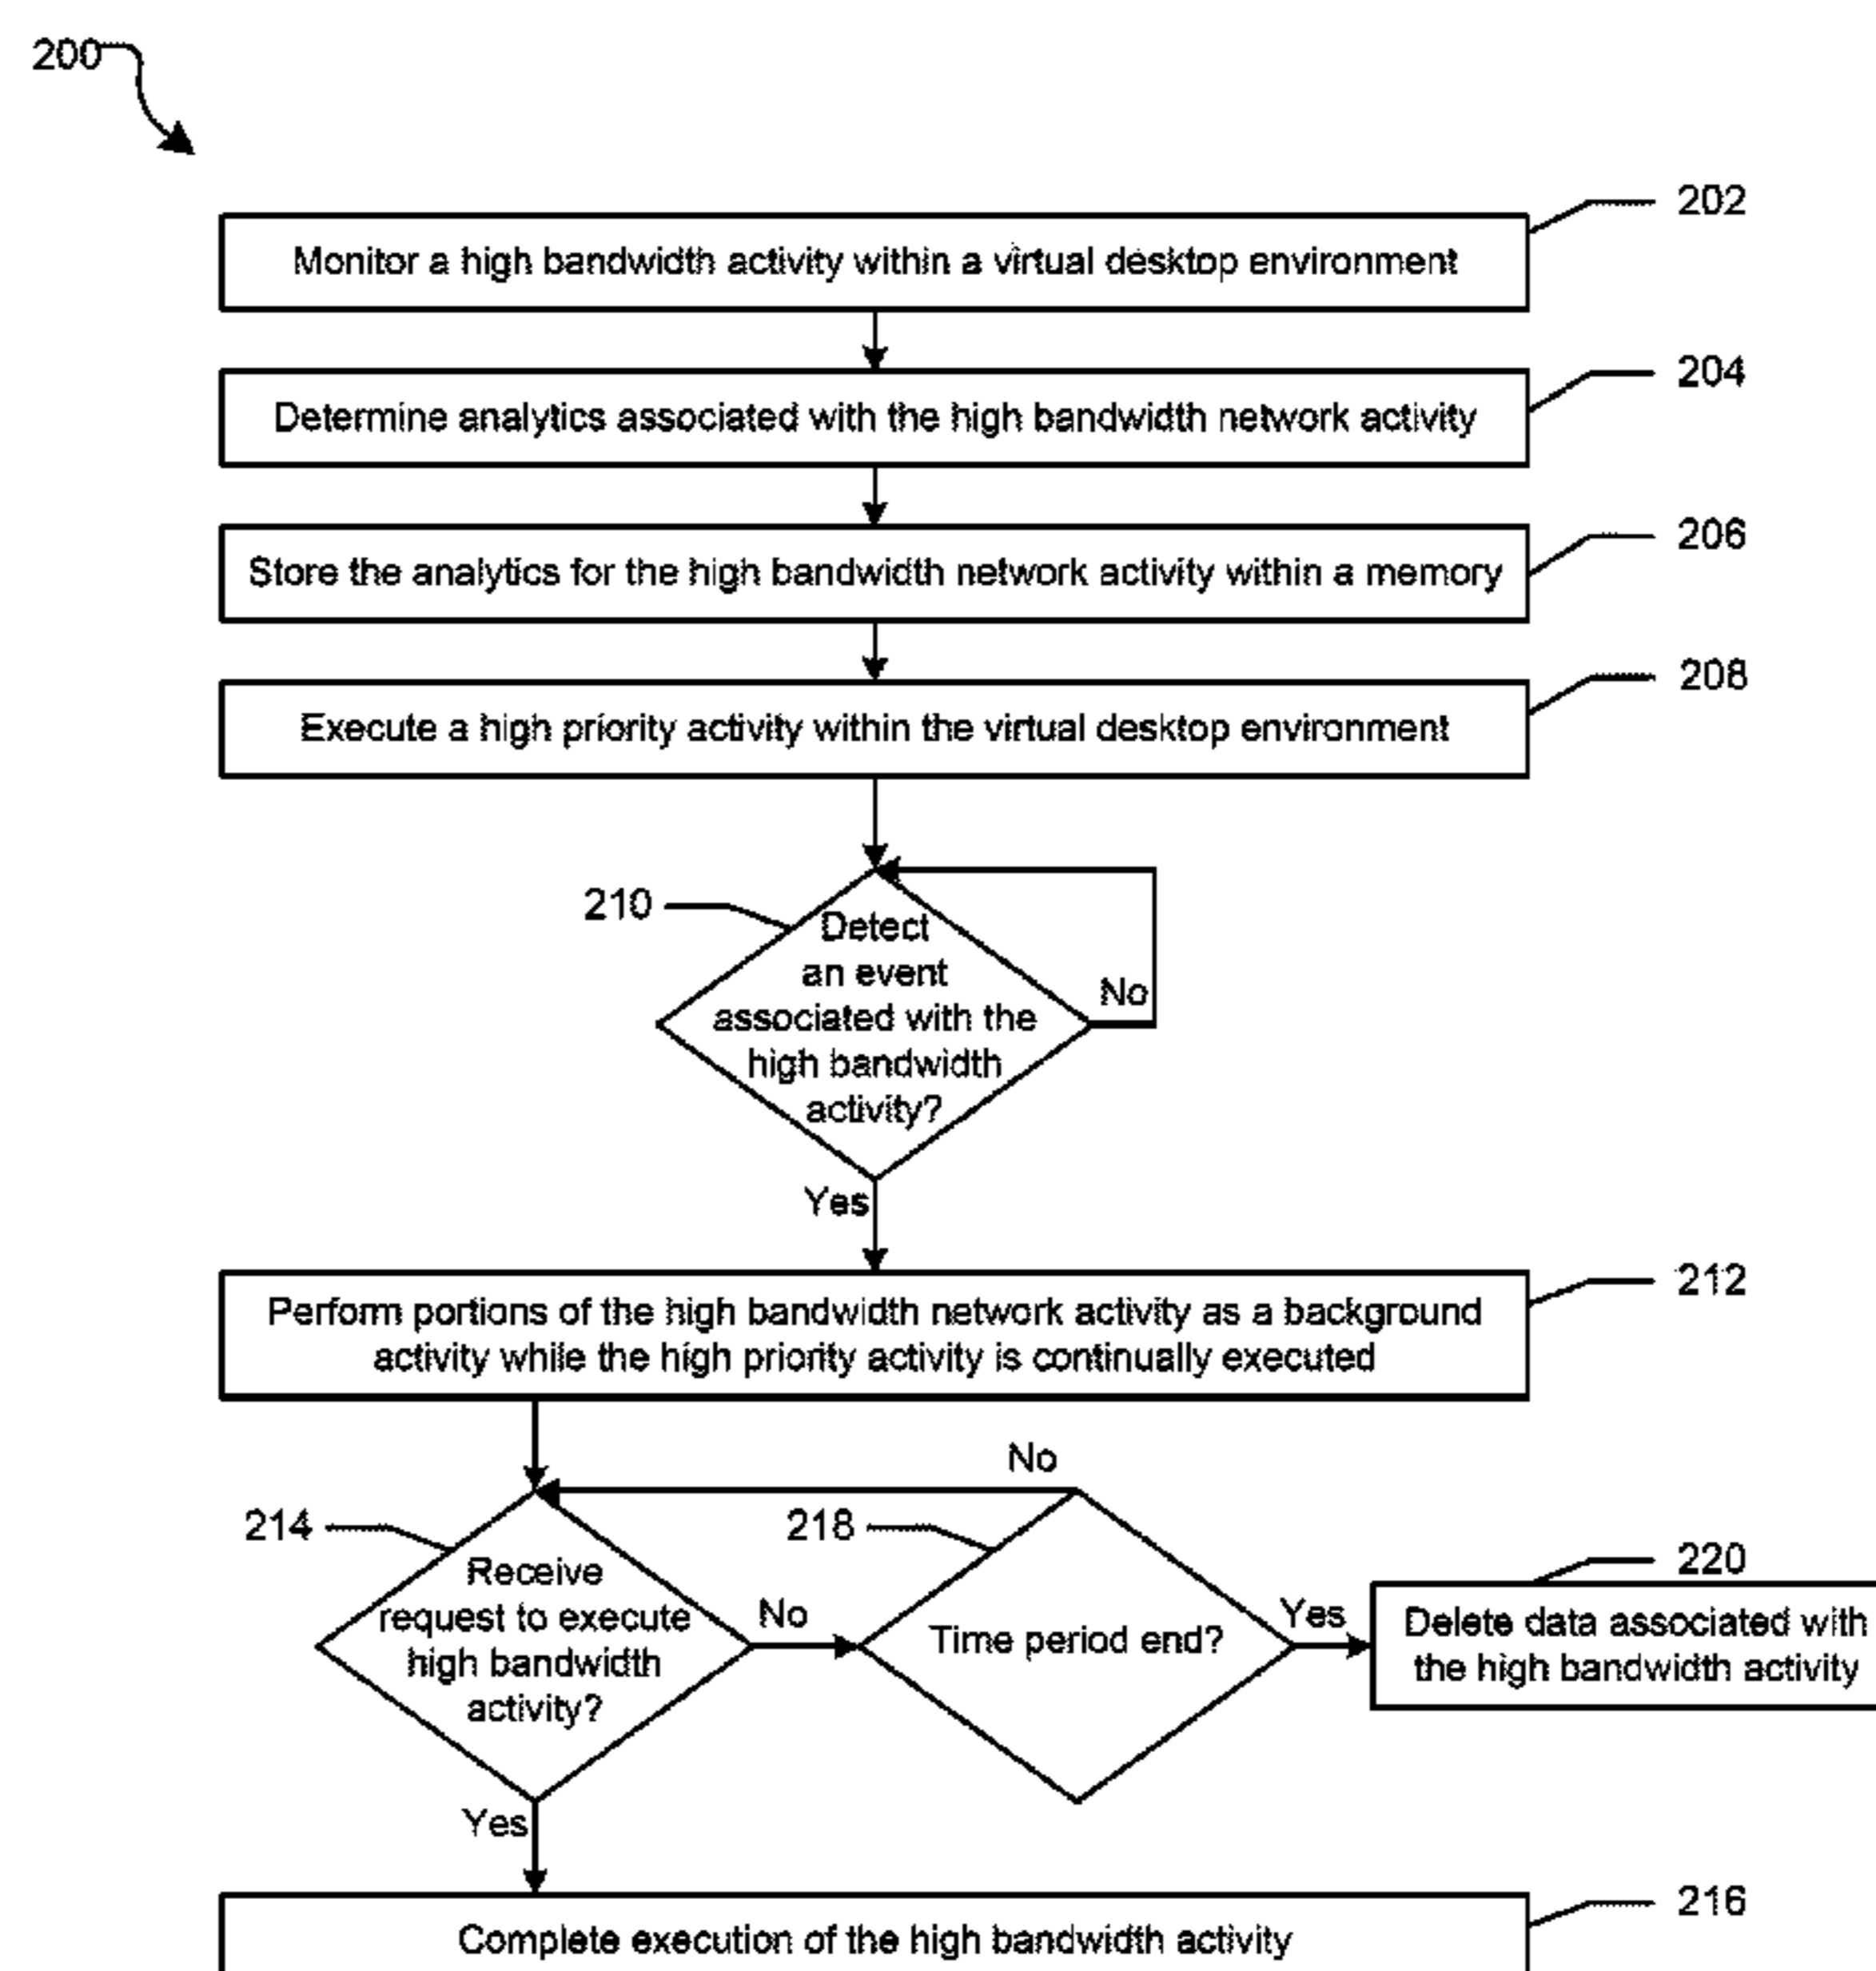 200
202
Monitor a high bandwidth activity within a virtual desktop environment
204
Determine analytics associated with the high bandwidth network activity
206
Store the analytics for the high bandwidth network activity within a memory
208
Execute a high priority activity within the virtual desktop environment
210
Detect
an event
associated with the
high bandwidth
activity?
No
Yes
212
Perform portions of the high bandwidth network activity as a background
activity while the high priority activity is continually executed
No
214
Receive
request to execute
high bandwidth
activity?
No
218
Time period end?
Yes
220
Delete data associated with
the high bandwidth activity
Yes
216
Complete execution of the high bandwidth activity